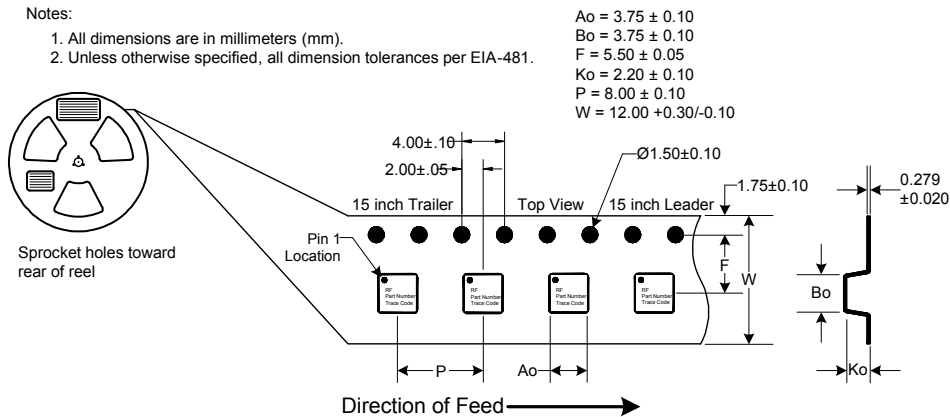 Notes:
1. All dimensions are in millimeters (mm).
2. Unless otherwise specified, all dimension tolerances per EIA-481.
Ao = 3.75 ± 0.10
Bo = 3.75 ± 0.10
F = 5.50 ± 0.05
Ko = 2.20 ± 0.10
P = 8.00 ± 0.10
W = 12.00 +0.30/-0.10
4.00±.10
2.00±.05
Ø1.50±0.10
1.75±0.10
0.279
±0.020
15 inch Trailer
Top View
15 inch Leader
Sprocket holes toward
rear of reel
Pin 1
Location
F
W
Bo
RF
Part Number
Trace Code
RF
Part Number
Trace Code
RF
Part Number
Trace Code
RF
Part Number
Trace Code
P
Ao
Ko
Direction of Feed